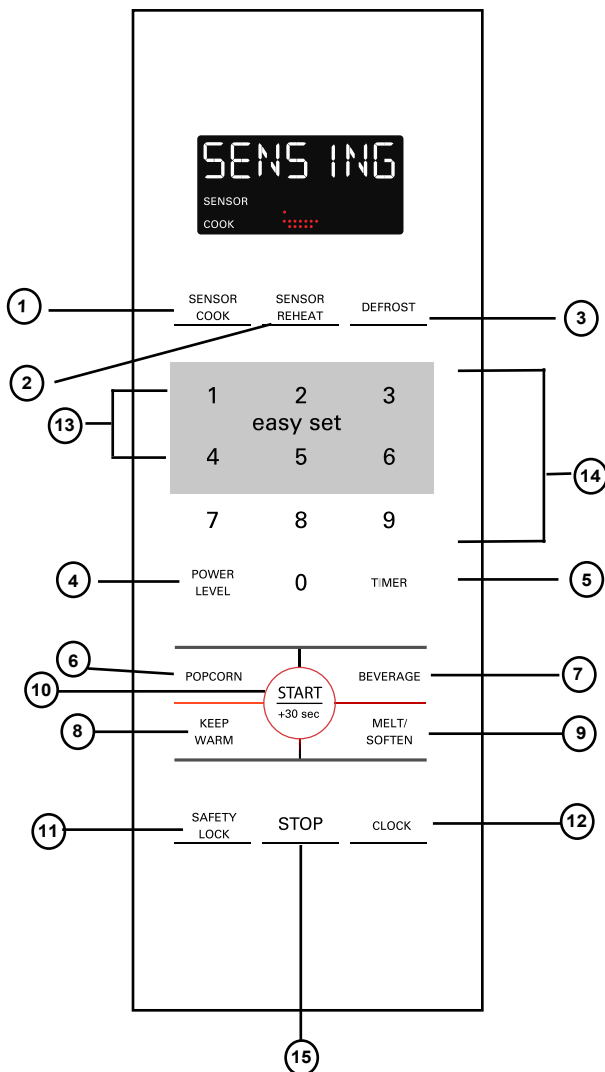 SENSING
SENSOR
COOK
SENSOR
COOK
SENSOR
REHEAT
DEFROST
1
2
3
1 2 3
easy set
4 5 6
13
14
7 8 9
4
POWER
LEVEL
0
TIMER
5
6
POPCORN
BEVERAGE
7
10
START
+30 sec
8
KEEP
WARM
MELT/
SOFTEN
9
11
SAFETY
LOCK
STOP
CLOCK
12
15